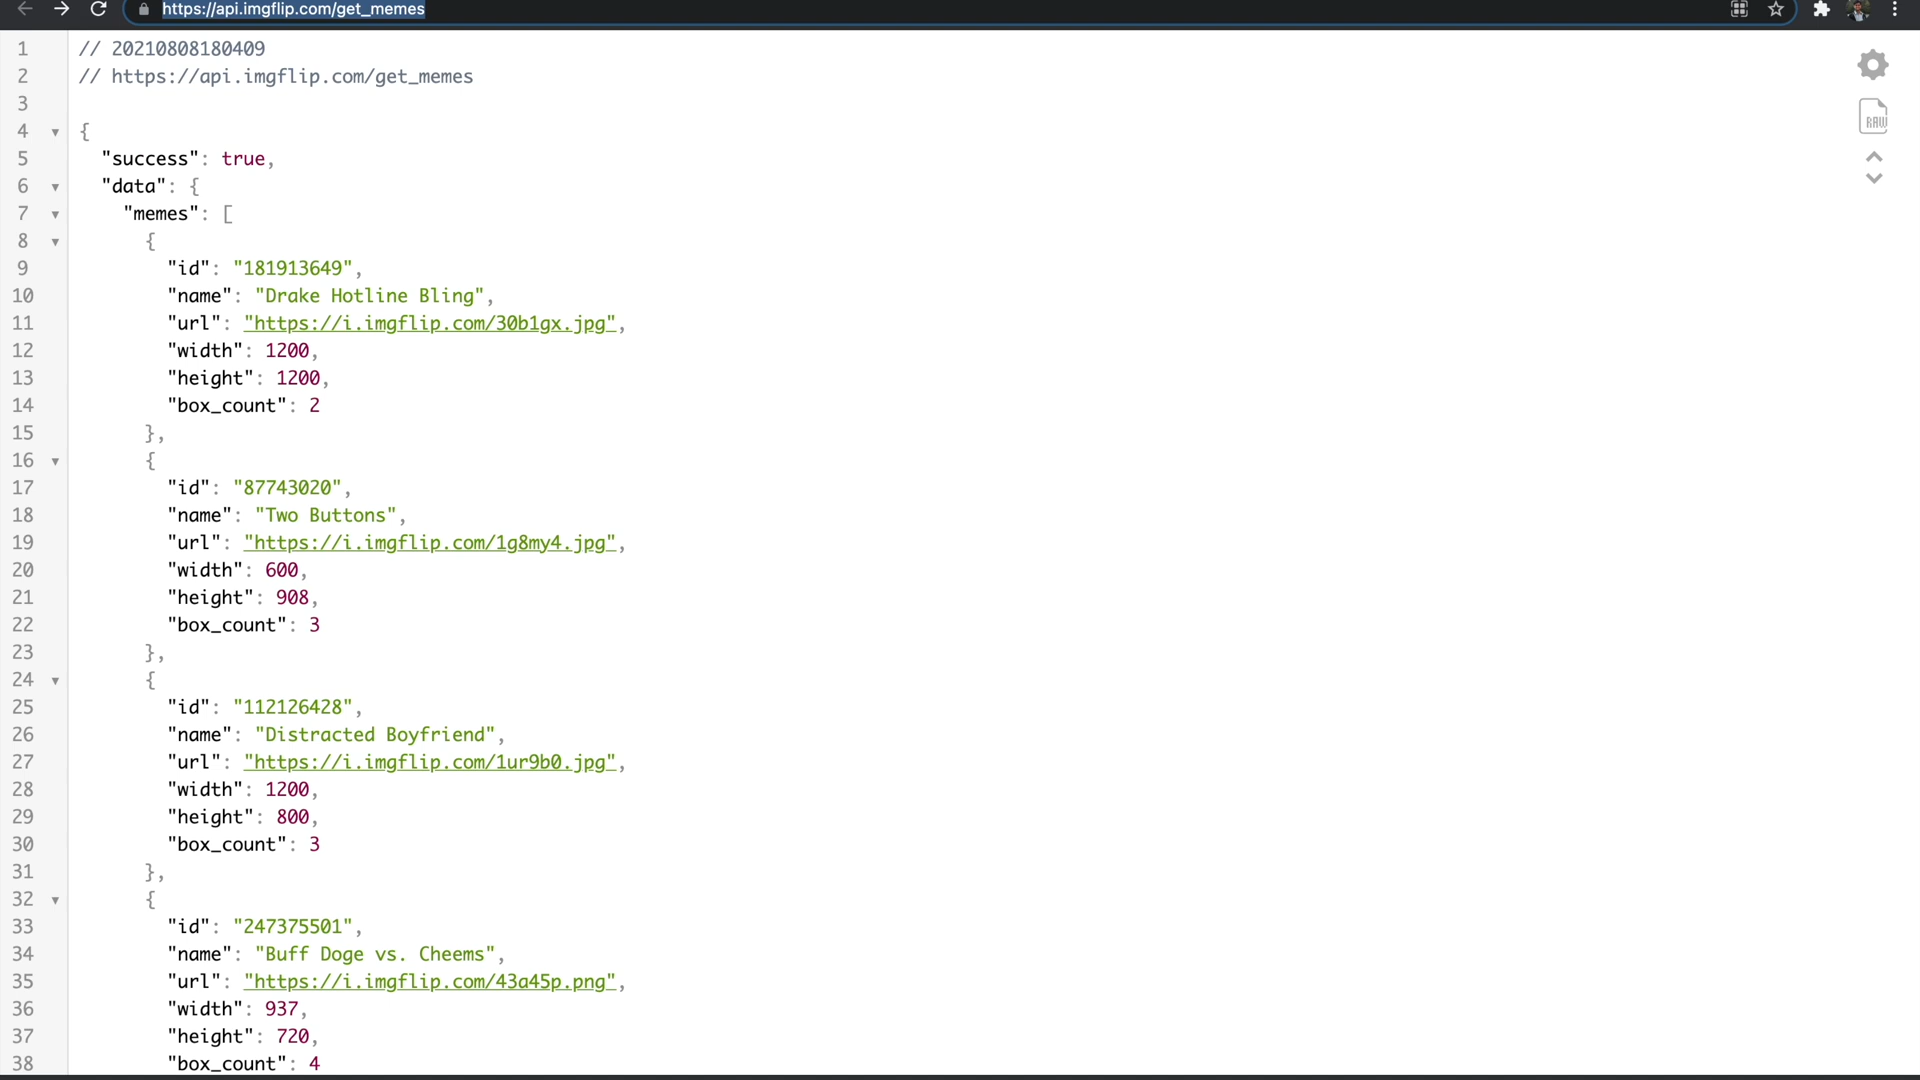 https://api.imgflip.com/get_memes
1 // 20210808180409
2 // https://api.imgflip.com/get_memes
3
4 {
5 "success": true,
6 "data": {
7 "memes": [
8 {
9 "id": "181913649",
10 "name": "Drake Hotline Bling",
11 "url": "https://i.imgflip.com/30b1gx.jpg",
12 "width": 1200,
13 "height": 1200,
14 "box_count": 2
15 },
16 {
17 "id": "87743020",
18 "name": "Two Buttons",
19 "url": "https://i.imgflip.com/1g8my4.jpg",
20 "width": 600,
21 "height": 908,
22 "box_count": 3
23 },
24 {
25 "id": "112126428",
26 "name": "Distracted Boyfriend",
27 "url": "https://i.imgflip.com/1ur9b0.jpg",
28 "width": 1200,
29 "height": 800,
30 "box_count": 3
31 },
32 {
33 "id": "247375501",
34 "name": "Buff Doge vs. Cheems",
35 "url": "https://i.imgflip.com/43a45p.png",
36 "width": 937,
37 "height": 720,
38 "box_count": 4
RAW